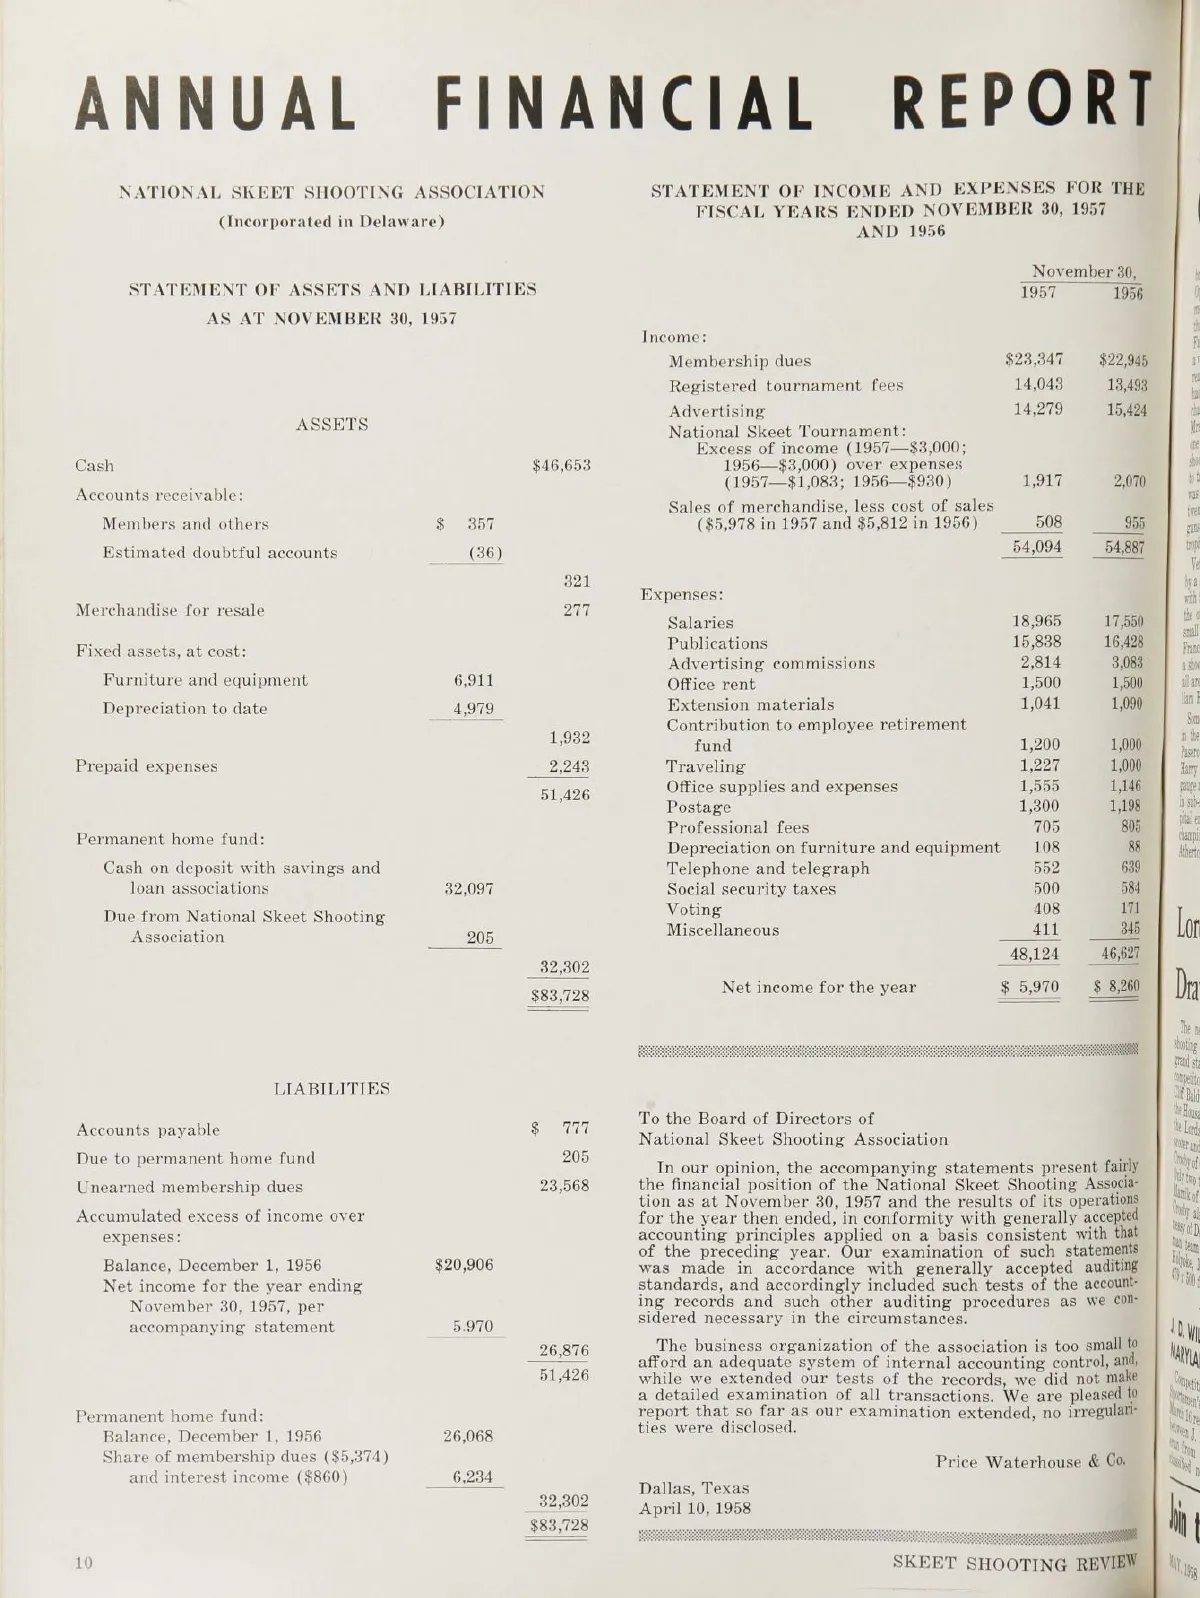 ANNUAL FINANCIAL REPORT
NATIONAL SKEET SHOOTING ASSOCIATION
(Incorporated in Delaware)
STATEMENT OF ASSETS AND LIABILITIES
AS AT NOVEMBER 30, 1957
ASSETS
Cash $46,653
Accounts receivable:
Members and others $ 357
Estimated doubtful accounts (36)
321
Merchandise for resale 277
Fixed assets, at cost:
Furniture and equipment 6,911
Depreciation to date 4,979
1,932
Prepaid expenses 2,243
51,426
Permanent home fund:
Cash on deposit with savings and
loan associations 32,097
Due from National Skeet Shooting
Association 205
32,302
$83,728
LIABILITIES
Accounts payable $ 777
Due to permanent home fund 205
Unearned membership dues 23,568
Accumulated excess of income over
expenses:
Balance, December 1, 1956 $20,906
Net income for the year ending
November 30, 1957, per
accompanying statement 5.970
26,876
51,426
Permanent home fund:
Balance, December 1, 1956 26,068
Share of membership dues ($5,374)
and interest income ($860) 6,234
32,302
$83,728
10
STATEMENT OF INCOME AND EXPENSES FOR THE
FISCAL YEARS ENDED NOVEMBER 30, 1957
AND 1956
November 30,
1957 1956
Income:
Membership dues $23,347 $22,945
Registered tournament fees 14,043 13,493
Advertising 14,279 15,424
National Skeet Tournament:
Excess of income (1957—$3,000;
1956—$3,000) over expenses
(1957—$1,083; 1956—$930) 1,917 2,070
Sales of merchandise, less cost of sales
($5,978 in 1957 and $5,812 in 1956) 508 955
54,094 54,887
Expenses:
Salaries 18,965 17,550
Publications 15,838 16,428
Advertising commissions 2,814 3,083
Office rent 1,500 1,500
Extension materials 1,041 1,090
Contribution to employee retirement
fund 1,200 1,000
Traveling 1,227 1,000
Office supplies and expenses 1,555 1,146
Postage 1,300 1,198
Professional fees 705 805
Depreciation on furniture and equipment 108 88
Telephone and telegraph 552 639
Social security taxes 500 584
Voting 408 171
Miscellaneous 411 345
48,124 46,627
Net income for the year $ 5,970 $ 8,260
To the Board of Directors of
National Skeet Shooting Association
In our opinion, the accompanying statements present fairly
the financial position of the National Skeet Shooting Associa-
tion as at November 30, 1957 and the results of its operations
for the year then ended, in conformity with generally accepted
accounting principles applied on a basis consistent with that
of the preceding year. Our examination of such statements
was made in accordance with generally accepted auditing
standards, and accordingly included such tests of the account-
ing records and such other auditing procedures as we con-
sidered necessary in the circumstances.
The business organization of the association is too small to
afford an adequate system of internal accounting control, and,
while we extended our tests of the records, we did not make
a detailed examination of all transactions. We are pleased to
report that so far as our examination extended, no irregulari-
ties were disclosed.
Price Waterhouse & Co.
Dallas, Texas
April 10, 1958
SKEET SHOOTING REVIEW